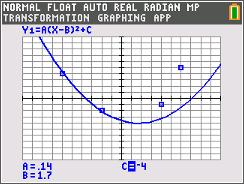 NORMAL FLOAT AUTO REAL RADIAN MP
TRANSFORMATION GRAPHING APP
Y1=A(X-B)²+C
A=.14
C=-4
B=1.7